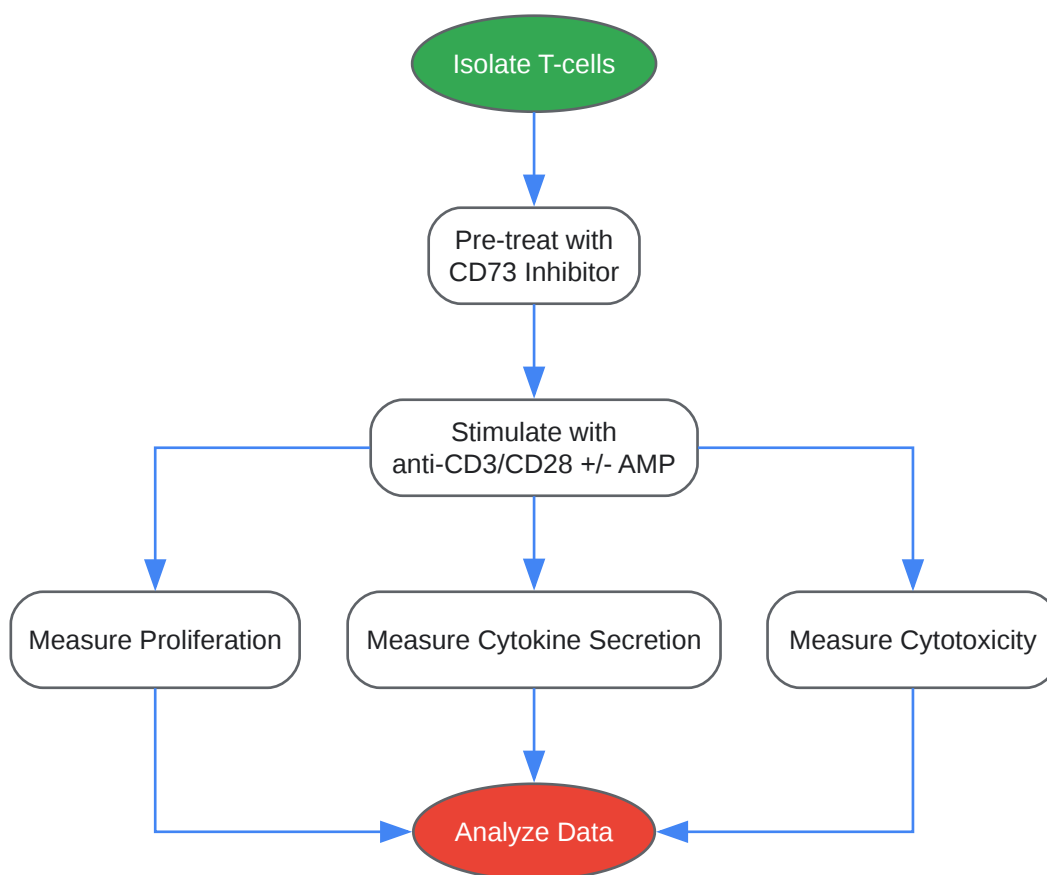 Isolate T-cells
Pre-treat with
CD73 Inhibitor
Stimulate with
anti-CD3/CD28 +/- AMP
Measure Proliferation
Measure Cytokine Secretion
Measure Cytotoxicity
Analyze Data